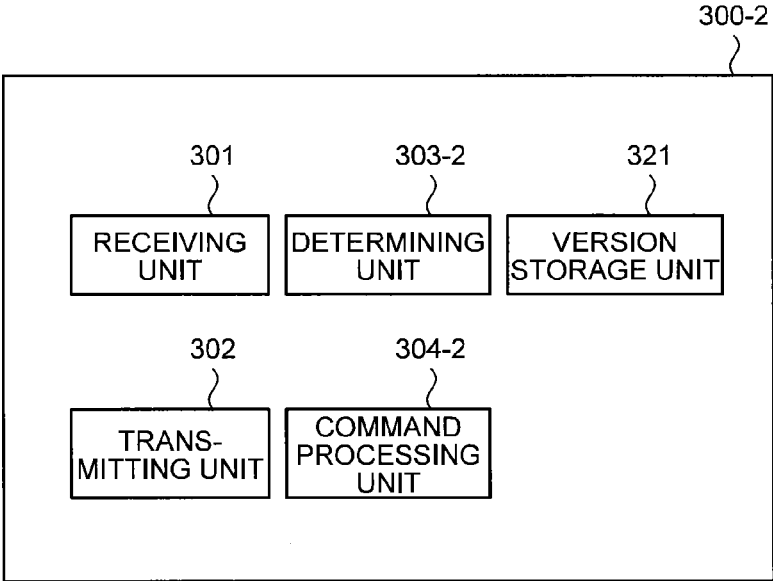 300-2
301
303-2
321
RECEIVING
UNIT
DETERMINING
UNIT
VERSION
STORAGE UNIT
302
304-2
TRANS-
MITTING UNIT
COMMAND
PROCESSING
UNIT